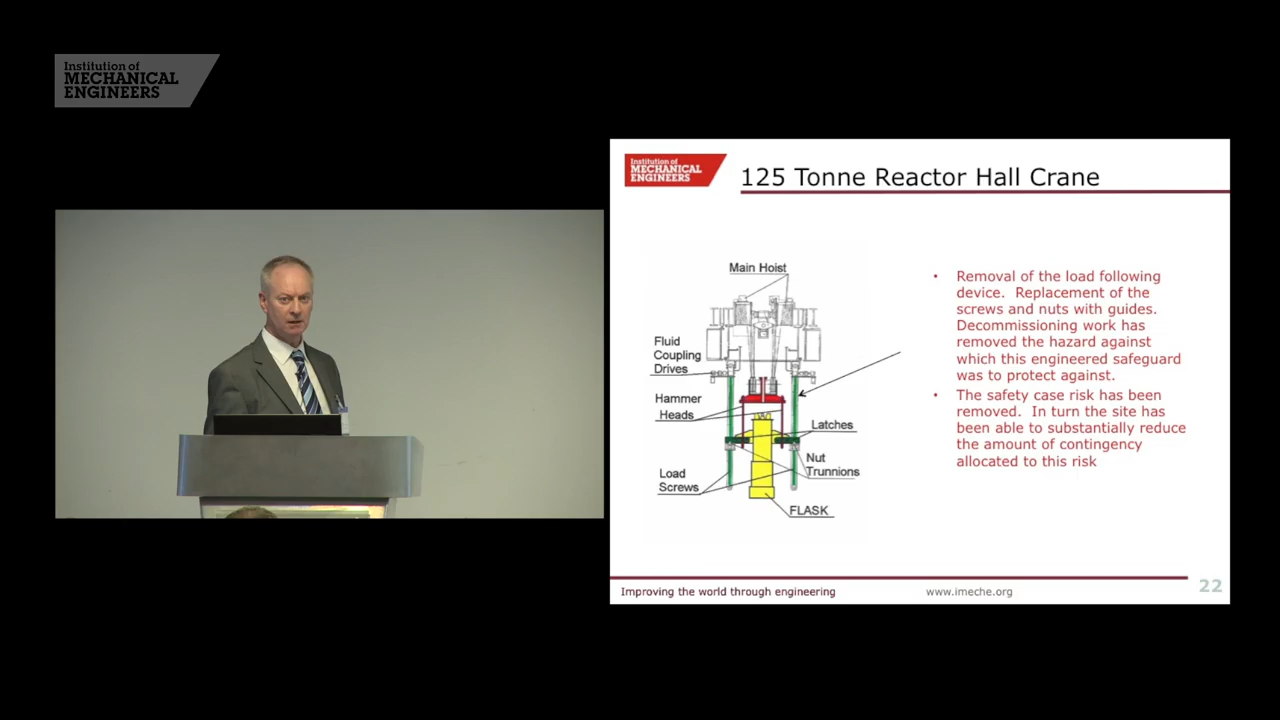 Institution of
MECHANICAL
ENGINEERS
Institution of
MECHANICAL
ENGINEERS
125 Tonne Reactor Hall Crane
Main Hoist
Fluid
Coupling
Drives
Hammer
Heads
Latches
Nut
Trunnions
Load
Screws
FLASK
• Removal of the load following
device. Replacement of the
screws and nuts with guides.
Decommissioning work has
removed the hazard against
which this engineered safeguard
was to protect against.
• The safety case risk has been
removed. In turn the site has
been able to substantially reduce
the amount of contingency
allocated to this risk
Improving the world through engineering
www.imeche.org
22